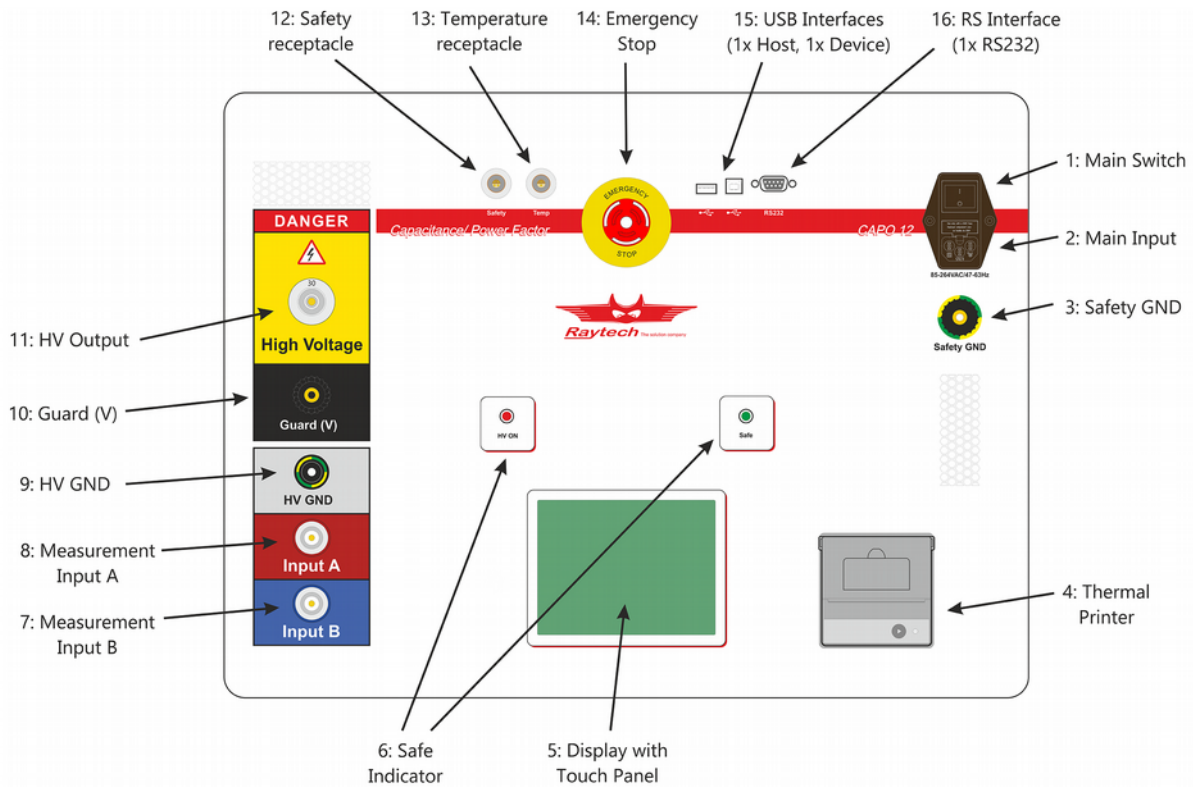 12: Safety
receptacle
13: Temperature
receptacle
14: Emergency
Stop
15: USB Interfaces
(1x Host, 1x Device)
16: RS Interface
(1x RS232)
1: Main Switch
2: Main Input
3: Safety GND
4: Thermal
Printer
5: Display with
Touch Panel
6: Safe
Indicator
7: Measurement
Input B
8: Measurement
Input A
9: HV GND
10: Guard (V)
11: HV Output
Safety
Temp
EMERGENCY
STOP
RS232
Capacitance/ Power Factor
CAPO 12
85-264VAC/47-63Hz
Safety GND
DANGER
30
High Voltage
Guard (V)
HV GND
Input A
Input B
Raytech The solution company
HV ON
Safe